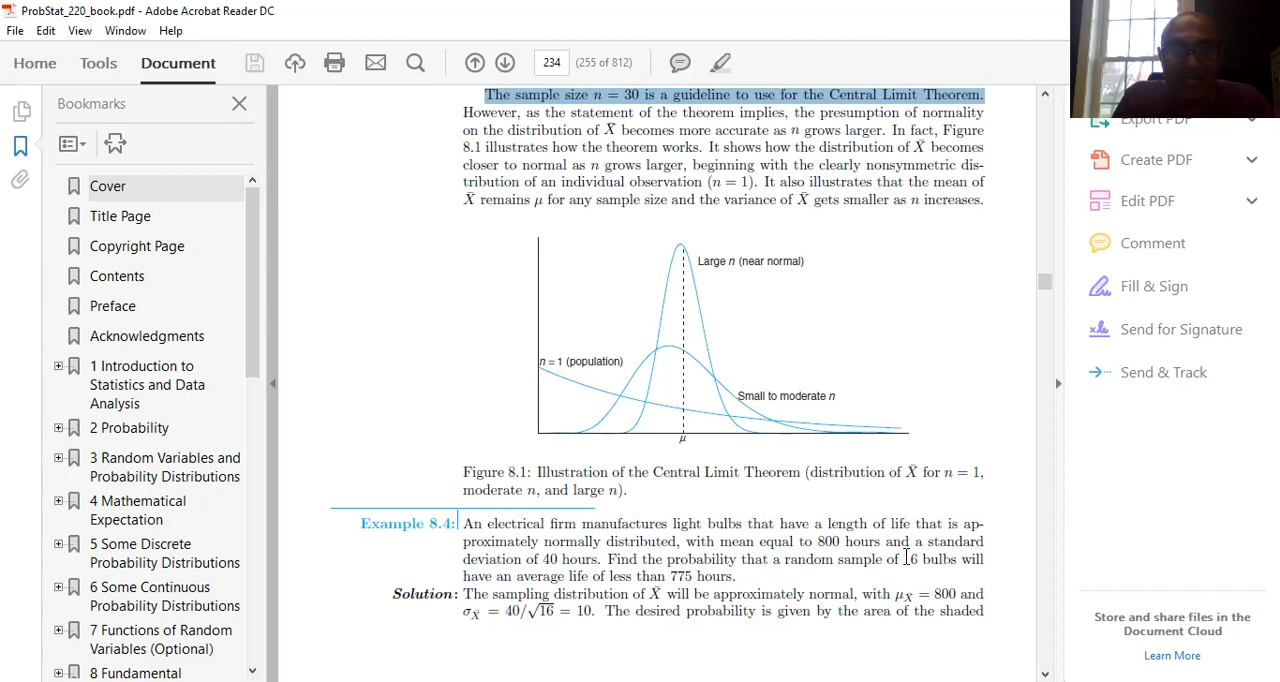 ProbStat_220_book.pdf - Adobe Acrobat Reader DC
File Edit View Window Help
Home Tools Document 234 (255 of 812)
Bookmarks
Cover
Title Page
Copyright Page
Contents
Preface
Acknowledgments
1 Introduction to
Statistics and Data
Analysis
2 Probability
3 Random Variables and
Probability Distributions
4 Mathematical
Expectation
5 Some Discrete
Probability Distributions
6 Some Continuous
Probability Distributions
7 Functions of Random
Variables (Optional)
8 Fundamental
The sample size n = 30 is a guideline to use for the Central Limit Theorem.
However, as the statement of the theorem implies, the presumption of normality
on the distribution of X̄ becomes more accurate as n grows larger. In fact, Figure
8.1 illustrates how the theorem works. It shows how the distribution of X̄ becomes
closer to normal as n grows larger, beginning with the clearly nonsymmetric dis-
tribution of an individual observation (n = 1). It also illustrates that the mean of
X̄ remains μ for any sample size and the variance of X̄ gets smaller as n increases.
Large n (near normal)
n = 1 (population)
Small to moderate n
μ
Figure 8.1: Illustration of the Central Limit Theorem (distribution of X̄ for n = 1,
moderate n, and large n).
Example 8.4: An electrical firm manufactures light bulbs that have a length of life that is ap-
proximately normally distributed, with mean equal to 800 hours and a standard
deviation of 40 hours. Find the probability that a random sample of 16 bulbs will
have an average life of less than 775 hours.
Solution: The sampling distribution of X̄ will be approximately normal, with μX̄ = 800 and
σX̄ = 40/√16 = 10. The desired probability is given by the area of the shaded
Export PDF
Create PDF
Edit PDF
Comment
Fill & Sign
Send for Signature
Send & Track
Store and share files in the
Document Cloud
Learn More